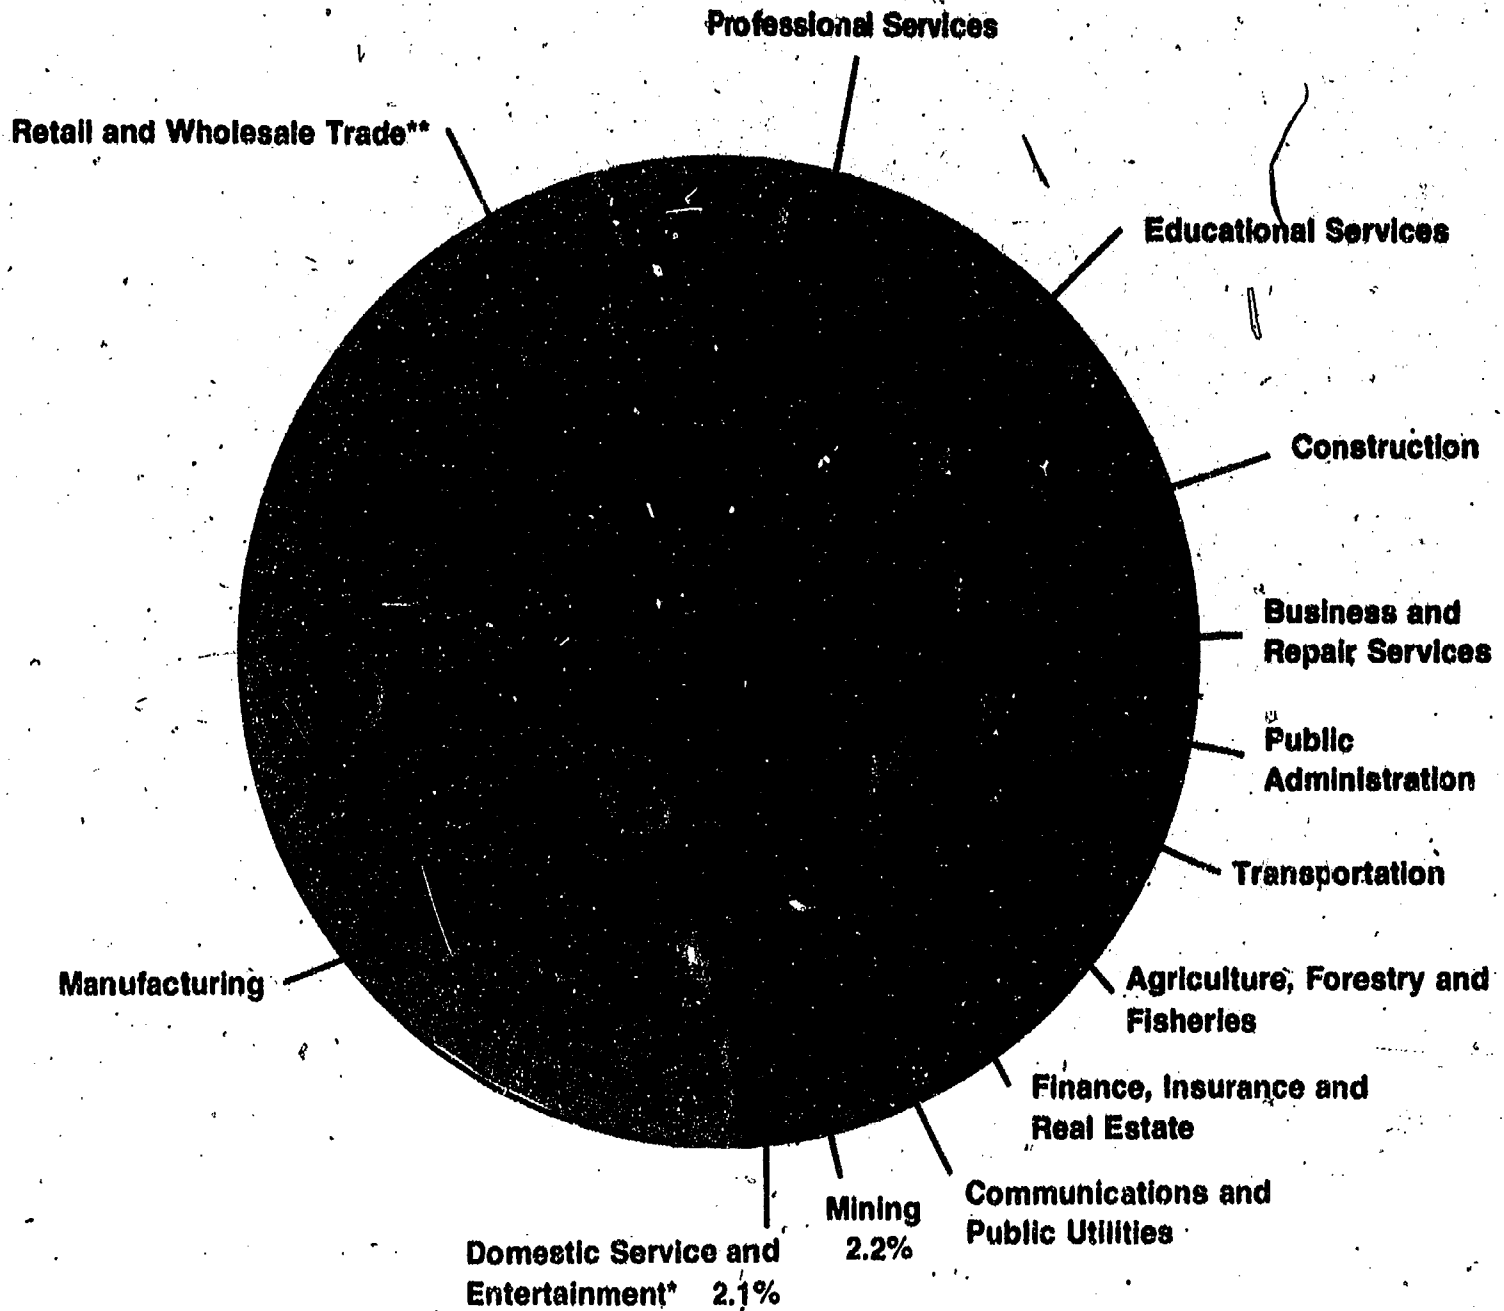 Professional Services
Retail and Wholesale Trade**
Educational Services
Construction
Business and
Repair Services
Public
Administration
Transportation
Agriculture, Forestry and
Fisheries
Manufacturing
Finance, Insurance and
Real Estate
Communications and
Public Utilities
Mining
2.2%
Domestic Service and
Entertainment* 2.1%